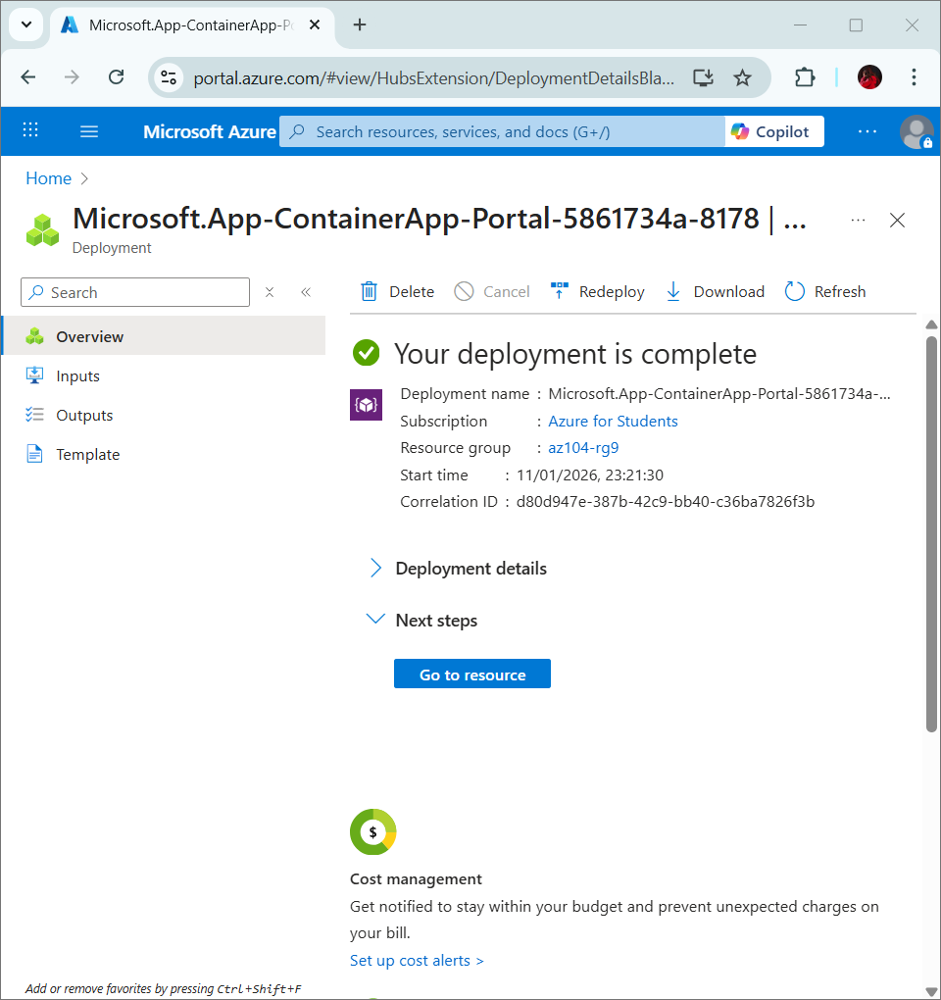 Microsoft.App-ContainerApp-Po
portal.azure.com/#view/HubsExtension/DeploymentDetailsBla...
Microsoft Azure
Search resources, services, and docs (G+/)
Copilot
Home
Microsoft.App-ContainerApp-Portal-5861734a-8178 | ...
Deployment
Search
Delete
Cancel
Redeploy
Download
Refresh
Overview
Inputs
Outputs
Template
Your deployment is complete
Deployment name : Microsoft.App-ContainerApp-Portal-5861734a-...
Subscription : Azure for Students
Resource group : az104-rg9
Start time : 11/01/2026, 23:21:30
Correlation ID : d80d947e-387b-42c9-bb40-c36ba7826f3b
Deployment details
Next steps
Go to resource
$
Cost management
Get notified to stay within your budget and prevent unexpected charges on
your bill.
Set up cost alerts >
Add or remove favorites by pressing Ctrl+Shift+F